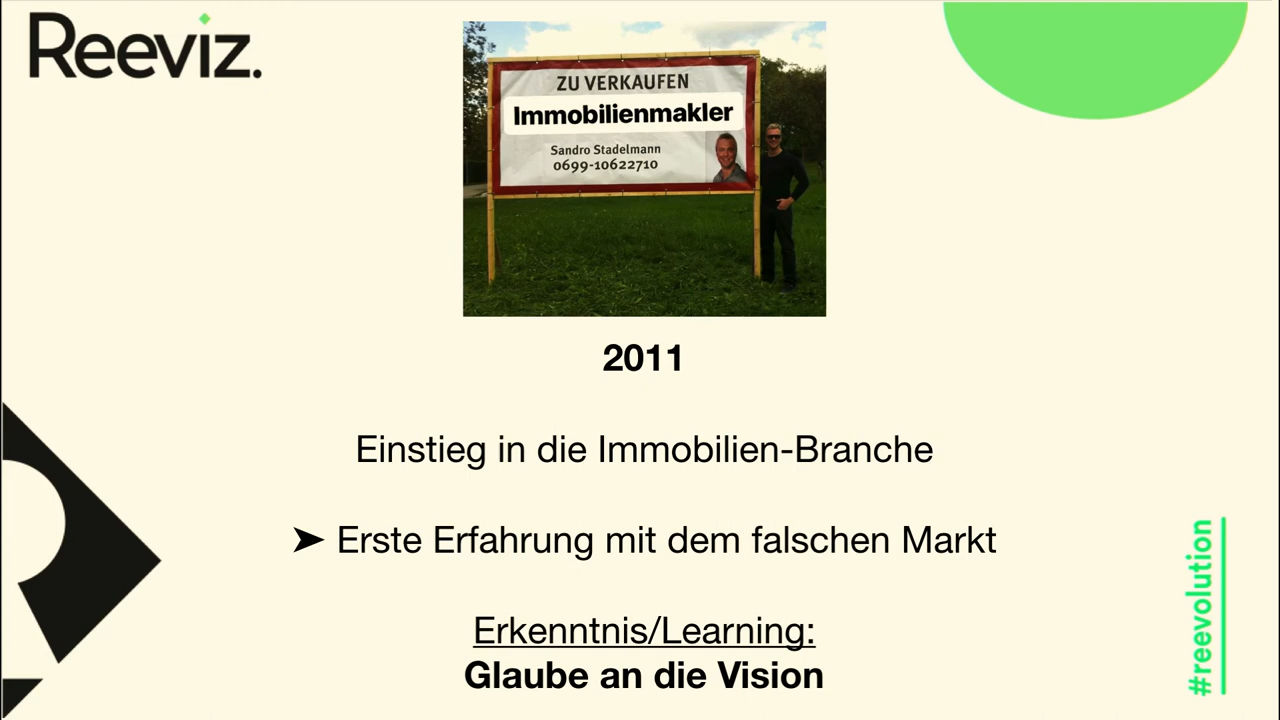 Reeviz.
ZU VERKAUFEN
Immobilienmakler
Sandro Stadelmann
0699-10622710
2011
Einstieg in die Immobilien-Branche
➤ Erste Erfahrung mit dem falschen Markt
Erkenntnis/Learning:
Glaube an die Vision
#reevolution